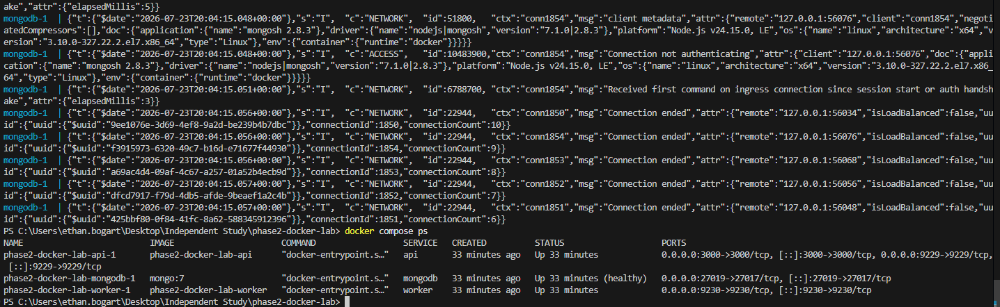 ake","attr":{"elapsedMillis":5}}
mongodb-1  | {"t":{"$date":"2026-07-23T20:04:15.048+00:00"},"s":"I",  "c":"NETWORK",  "id":51800,   "ctx":"conn1854","msg":"client metadata","attr":{"remote":"127.0.0.1:56076","client":"conn1854","negoti
atedCompressors":[],"doc":{"application":{"name":"mongosh 2.8.3"},"driver":{"name":"nodejs|mongosh","version":"7.1.0|2.8.3"},"platform":"Node.js v24.15.0, LE","os":{"name":"linux","architecture":"x64","v
ersion":"3.10.0-327.22.2.el7.x86_64","type":"Linux"},"env":{"container":{"runtime":"docker"}}}}}
mongodb-1  | {"t":{"$date":"2026-07-23T20:04:15.048+00:00"},"s":"I",  "c":"ACCESS",   "id":10483900,"ctx":"conn1854","msg":"Connection not authenticating","attr":{"client":"127.0.0.1:56076","doc":{"appli
cation":{"name":"mongosh 2.8.3"},"driver":{"name":"nodejs|mongosh","version":"7.1.0|2.8.3"},"platform":"Node.js v24.15.0, LE","os":{"name":"linux","architecture":"x64","version":"3.10.0-327.22.2.el7.x86_
64","type":"Linux"},"env":{"container":{"runtime":"docker"}}}}}
mongodb-1  | {"t":{"$date":"2026-07-23T20:04:15.051+00:00"},"s":"I",  "c":"NETWORK",  "id":6788700, "ctx":"conn1854","msg":"Received first command on ingress connection since session start or auth handsh
ake","attr":{"elapsedMillis":3}}
mongodb-1  | {"t":{"$date":"2026-07-23T20:04:15.056+00:00"},"s":"I",  "c":"NETWORK",  "id":22944,   "ctx":"conn1850","msg":"Connection ended","attr":{"remote":"127.0.0.1:56034","isLoadBalanced":false,"uu
id":{"uuid":{"$uuid":"9ee1076e-3d69-4ef8-9a2d-be239b4b7dbc"}},"connectionId":1850,"connectionCount":10}}
mongodb-1  | {"t":{"$date":"2026-07-23T20:04:15.056+00:00"},"s":"I",  "c":"NETWORK",  "id":22944,   "ctx":"conn1854","msg":"Connection ended","attr":{"remote":"127.0.0.1:56076","isLoadBalanced":false,"uu
id":{"uuid":{"$uuid":"f3915973-6320-49c7-b16d-e71677f44930"}},"connectionId":1854,"connectionCount":9}}
mongodb-1  | {"t":{"$date":"2026-07-23T20:04:15.056+00:00"},"s":"I",  "c":"NETWORK",  "id":22944,   "ctx":"conn1853","msg":"Connection ended","attr":{"remote":"127.0.0.1:56068","isLoadBalanced":false,"uu
id":{"uuid":{"$uuid":"a69ac4d4-09af-4c67-a257-01a52b4ecb9d"}},"connectionId":1853,"connectionCount":8}}
mongodb-1  | {"t":{"$date":"2026-07-23T20:04:15.057+00:00"},"s":"I",  "c":"NETWORK",  "id":22944,   "ctx":"conn1852","msg":"Connection ended","attr":{"remote":"127.0.0.1:56056","isLoadBalanced":false,"uu
id":{"uuid":{"$uuid":"dfcd7917-f79d-4db5-afde-9beaef1a2c4b"}},"connectionId":1852,"connectionCount":7}}
mongodb-1  | {"t":{"$date":"2026-07-23T20:04:15.057+00:00"},"s":"I",  "c":"NETWORK",  "id":22944,   "ctx":"conn1851","msg":"Connection ended","attr":{"remote":"127.0.0.1:56048","isLoadBalanced":false,"uu
id":{"uuid":{"$uuid":"425bbf80-0f84-41fc-8a62-588345912396"}},"connectionId":1851,"connectionCount":6}}
PS C:\Users\ethan.bogart\Desktop\Independent Study\phase2-docker-lab> docker compose ps
NAME                         IMAGE                      COMMAND                  SERVICE   CREATED          STATUS                    PORTS
phase2-docker-lab-api-1      phase2-docker-lab-api      "docker-entrypoint.s…"   api       33 minutes ago   Up 33 minutes             0.0.0.0:3000->3000/tcp, [::]:3000->3000/tcp, 0.0.0.0:9229->9229/tcp,
 [::]:9229->9229/tcp
phase2-docker-lab-mongodb-1  mongo:7                    "docker-entrypoint.s…"   mongodb   33 minutes ago   Up 33 minutes (healthy)   0.0.0.0:27019->27017/tcp, [::]:27019->27017/tcp
phase2-docker-lab-worker-1   phase2-docker-lab-worker   "docker-entrypoint.s…"   worker    33 minutes ago   Up 33 minutes             0.0.0.0:9230->9230/tcp, [::]:9230->9230/tcp
PS C:\Users\ethan.bogart\Desktop\Independent Study\phase2-docker-lab>